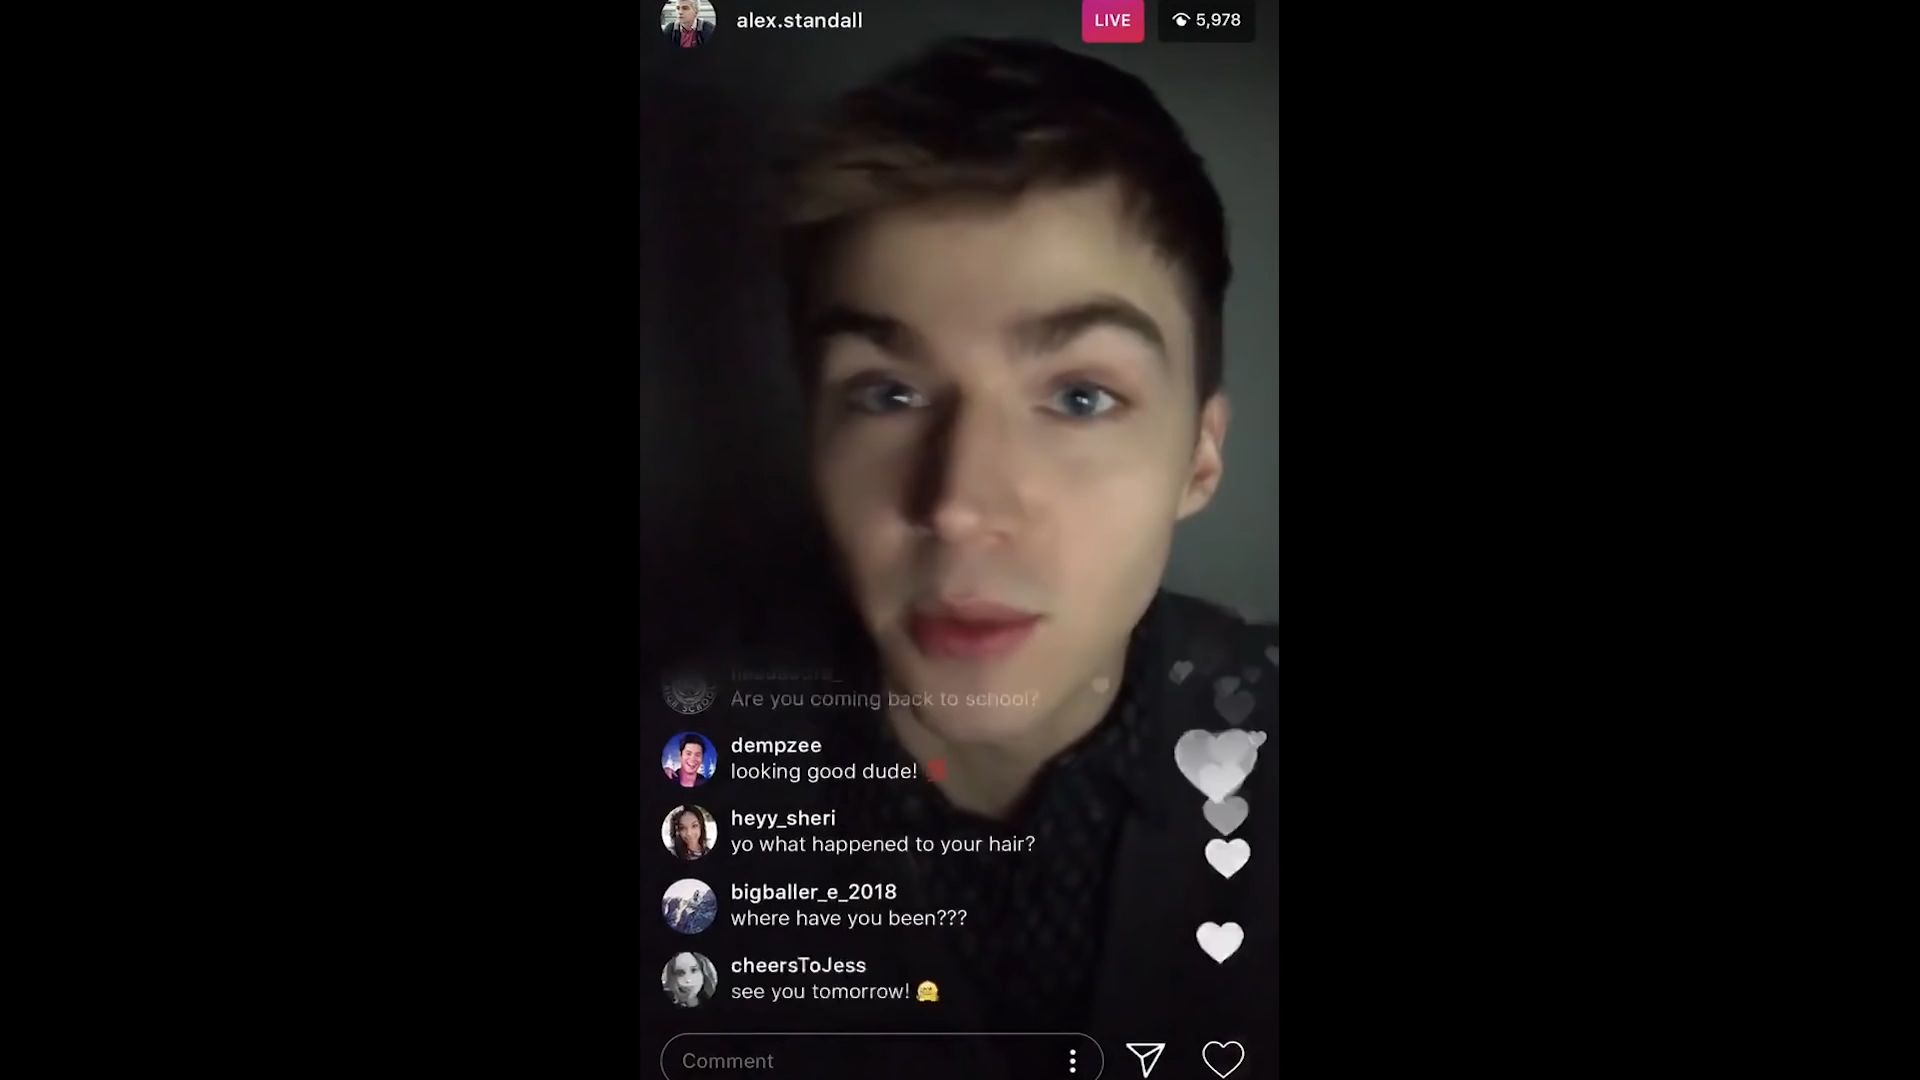 alex.standall
LIVE
5,978
Are you coming back to school?
dempzee
looking good dude! 💯
heyy_sheri
yo what happened to your hair?
bigballer_e_2018
where have you been???
cheersToJess
see you tomorrow! 🤗
Comment